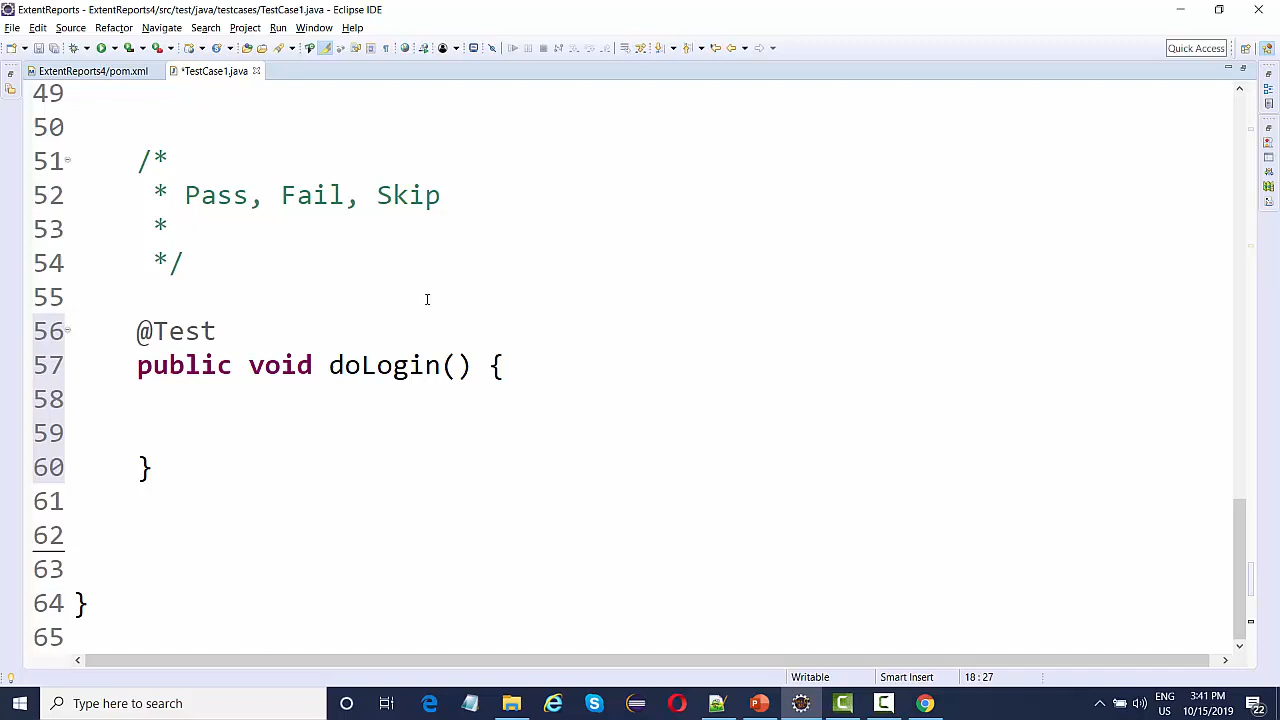 ExtentReports4/src/test/java/testcases/TestCase1.java - Eclipse IDE
File Edit Source Refactor Navigate Search Project Run Window Help
Quick Access
ExtentReports4/pom.xml *TestCase1.java
49
50
51 /*
52 * Pass, Fail, Skip
53 *
54 */
55
56 @Test
57 public void doLogin() {
58
59
60 }
61
62
63
64 }
65
Writable Smart Insert 18 : 27
Type here to search
ENG 3:41 PM
US 10/15/2019 22